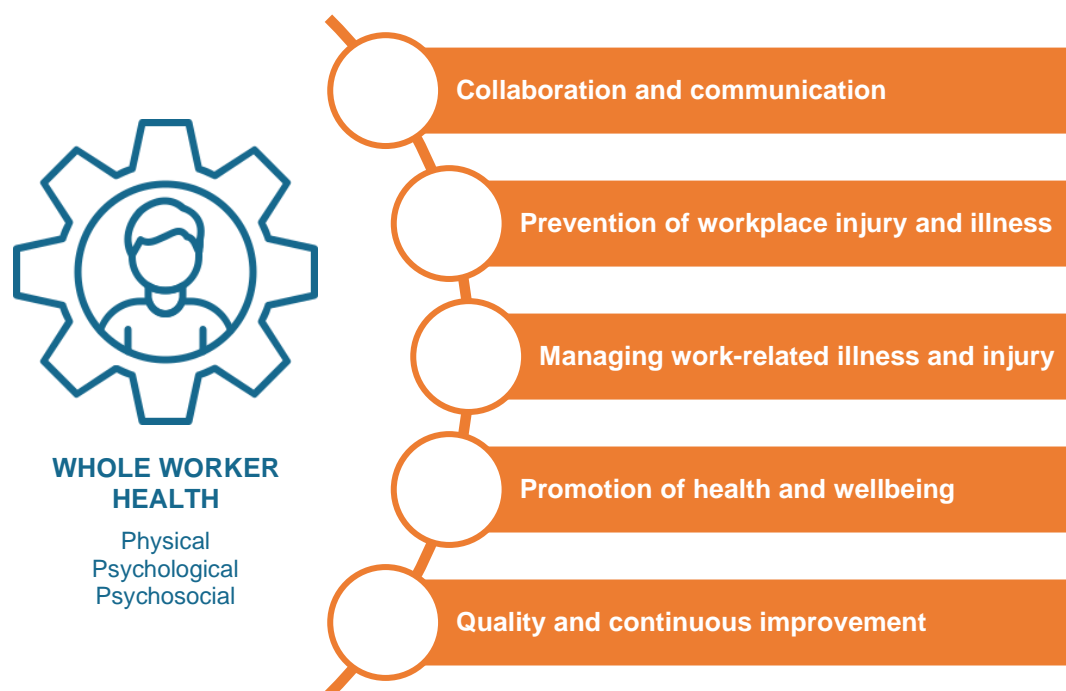 WHOLE WORKER
HEALTH
Physical
Psychological
Psychosocial
Collaboration and communication
Prevention of workplace injury and illness
Managing work-related illness and injury
Promotion of health and wellbeing
Quality and continuous improvement